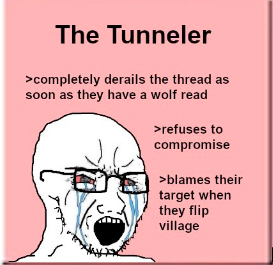 The Tunneler
>completely derails the thread as
soon as they have a wolf read
>refuses to
compromise
>blames their
target when
they flip
village